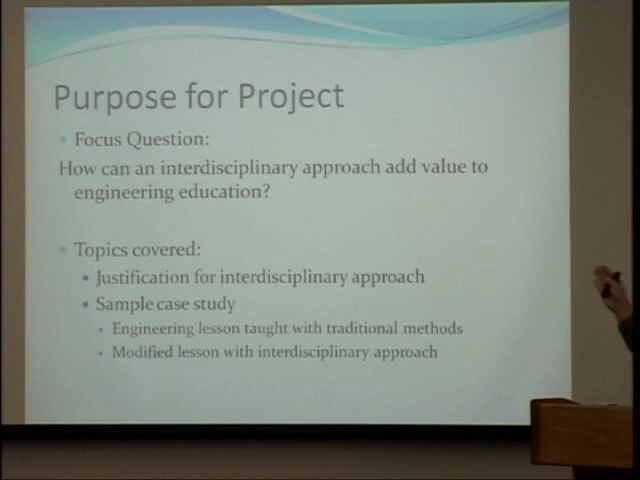 Purpose for Project
Focus Question:
How can an interdisciplinary approach add value to
engineering education?
Topics covered:
Justification for interdisciplinary approach
Sample case study
Engineering lesson taught with traditional methods
Modified lesson with interdisciplinary approach